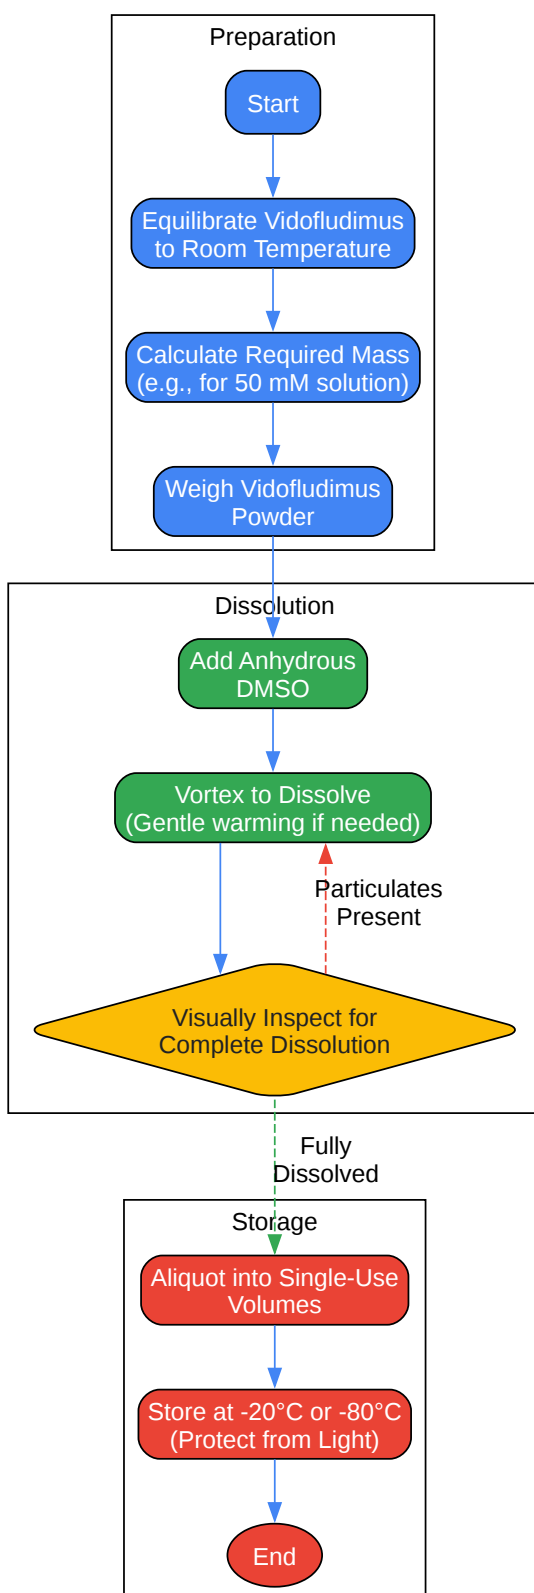 Preparation
Start
Equilibrate Vidofludimus
to Room Temperature
Calculate Required Mass
(e.g., for 50 mM solution)
Weigh Vidofludimus
Powder
Dissolution
Add Anhydrous
DMSO
Vortex to Dissolve
(Gentle warming if needed)
Particulates
Present
Visually Inspect for
Complete Dissolution
Fully
Dissolved
Storage
Aliquot into Single-Use
Volumes
Store at -20°C or -80°C
(Protect from Light)
End